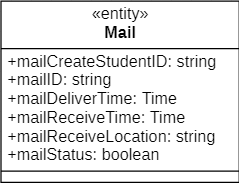 «entity»
Mail
+mailCreateStudentID: string
+mailID: string
+mailDeliverTime: Time
+mailReceiveTime: Time
+mailReceiveLocation: string
+mailStatus: boolean